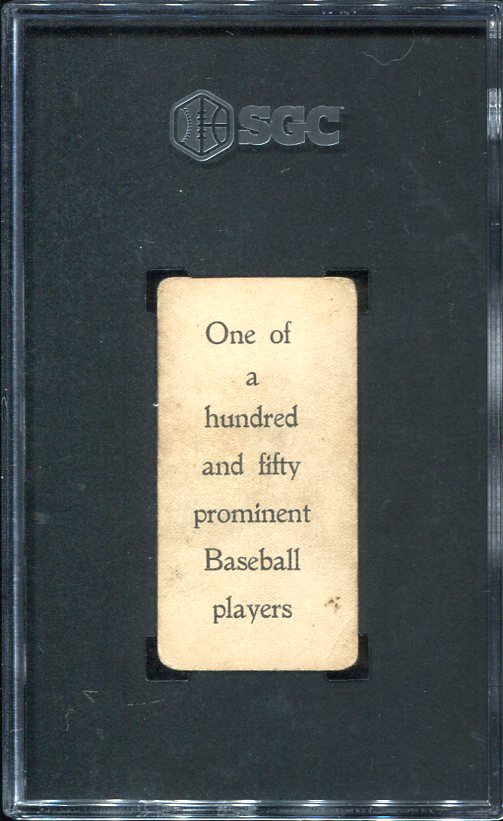 SGC
One of
a
hundred
and fifty
prominent
Baseball
players